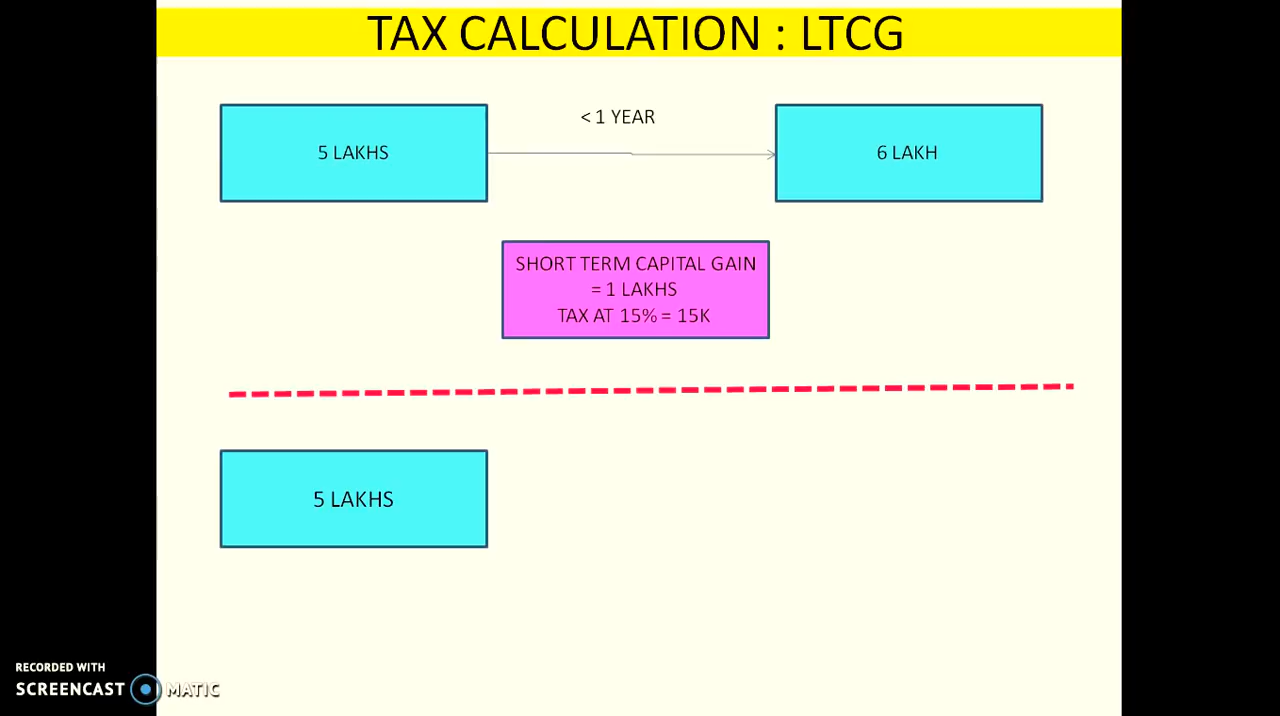 TAX CALCULATION : LTCG
< 1 YEAR
5 LAKHS
6 LAKH
SHORT TERM CAPITAL GAIN
= 1 LAKHS
TAX AT 15% = 15K
5 LAKHS
RECORDED WITH
SCREENCAST MATIC